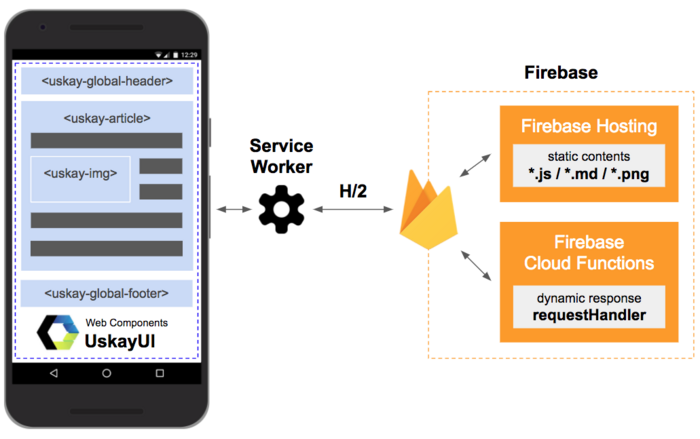 12:29
<uskay-global-header>
<uskay-article>
<uskay-img>
<uskay-global-footer>
Web Components
UskayUI
Service
Worker
H/2
Firebase
Firebase Hosting
static contents
*.js / *.md / *.png
Firebase
Cloud Functions
dynamic response
requestHandler